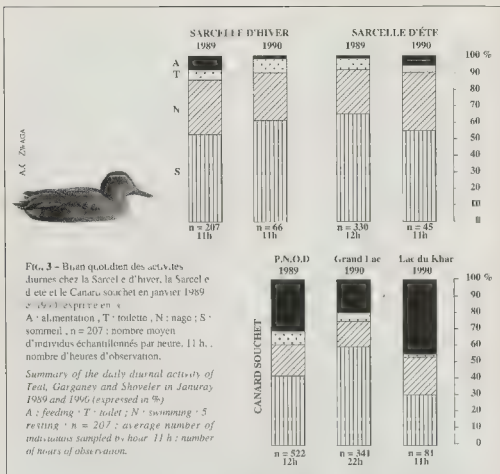 SARCELLE D'HIVER
SARCELLE D'ÉTÉ
1989 1990 1989 1990
100 %
A
T
90
80
70
N
60
50
40
S
30
20
A.C. ZWAGA
n = 207 n = 66 n = 330 n = 45
11h 11h 12h 11h
FIG. 3 – Bilan quotidien des activités
diurnes chez la Sarcelle d'hiver, la Sarcelle
d'été et le Canard souchet en janvier 1989
A : alimentation, T : toilette, N : nage ; S :
sommeil, n = 207 : nombre moyen
d'individus échantillonnés par heure. 11 h. :
nombre d'heures d'observation.
Summary of the daily diurnal activity of
Teal, Garganey and Shoveler in January
1989 and 1990 (expressed in %)
A : feeding · T : toilet ; N : swimming · S
resting · n = 207 : average number of
individuals sampled by hour 11 h : number
of hours of observation.
P.N.O.D Grand Lac Lac du Khar
1989 1990 1990
CANARD SOUCHET
100 %
90
80
70
60
50
40
30
20
10
0
n = 522 n = 341 n = 81
12h 22h 11h